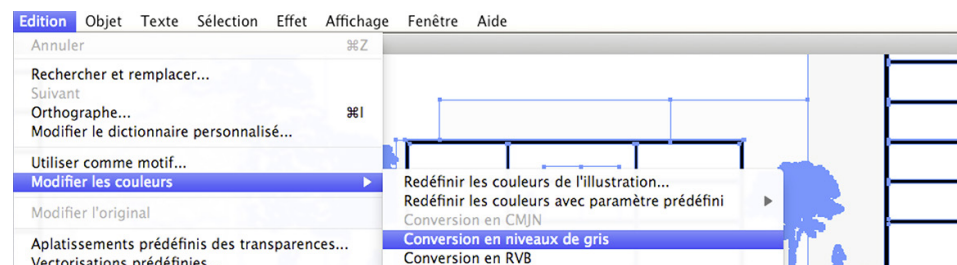 Edition Objet Texte Sélection Effet Affichage Fenêtre Aide
Annuler ⌘Z
Rechercher et remplacer...
Suivant
Orthographe... ⌘I
Modifier le dictionnaire personnalisé...
Utiliser comme motif...
Modifier les couleurs
Redéfinir les couleurs de l'illustration...
Redéfinir les couleurs avec paramètre prédéfini
Conversion en CMJN
Conversion en niveaux de gris
Conversion en RVB
Modifier l'original
Aplatissements prédéfinis des transparences...
Vectorisations prédéfinies